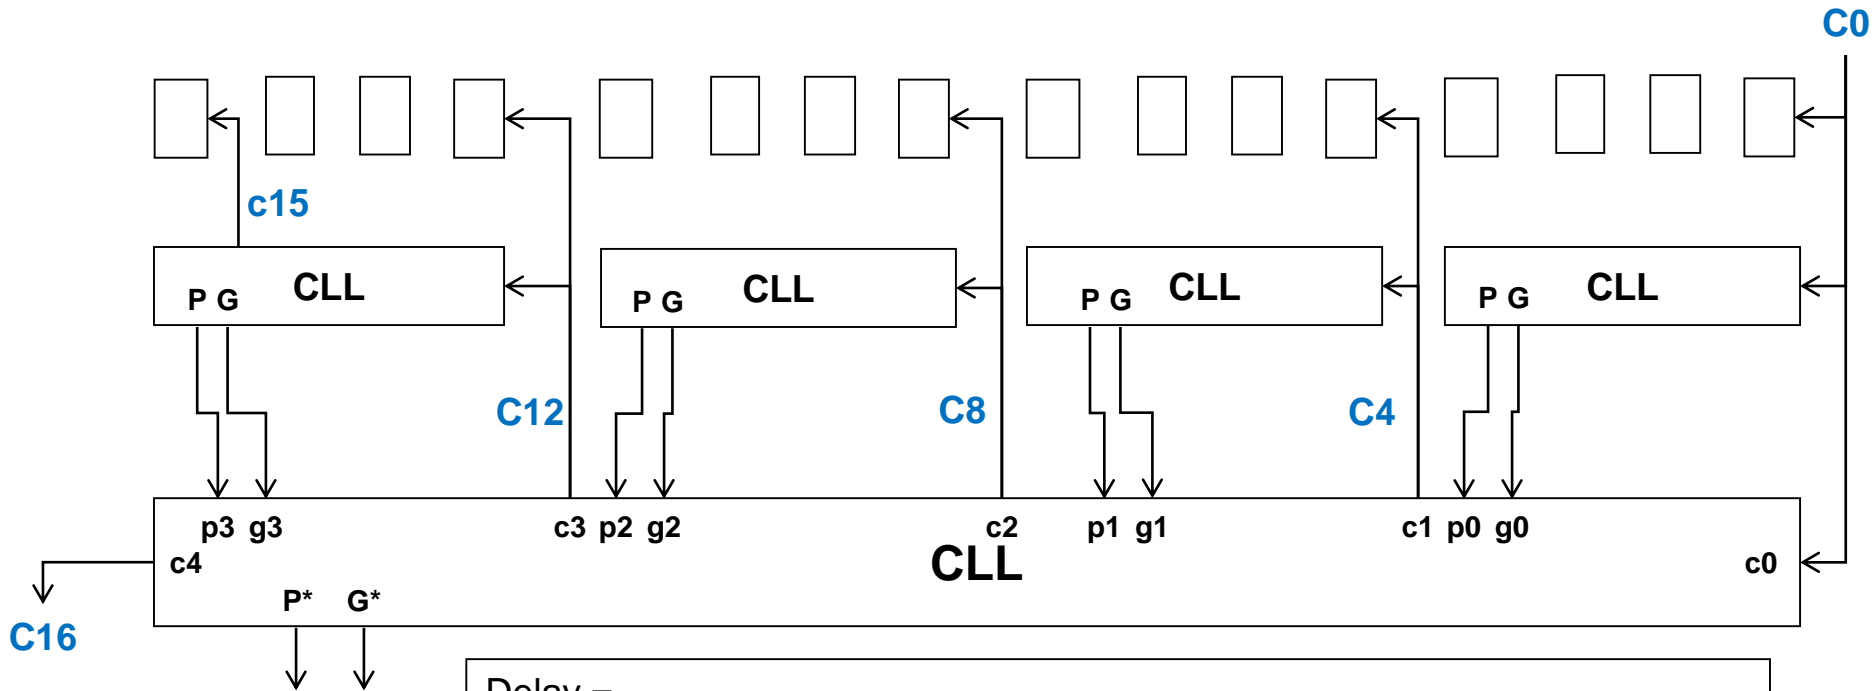 C0
c15
P G CLL
P G CLL
P G CLL
P G CLL
C12
C8
C4
p3 g3 c3 p2 g2 c2 p1 g1 c1 p0 g0
c4 CLL c0
P* G*
C16
Delay =